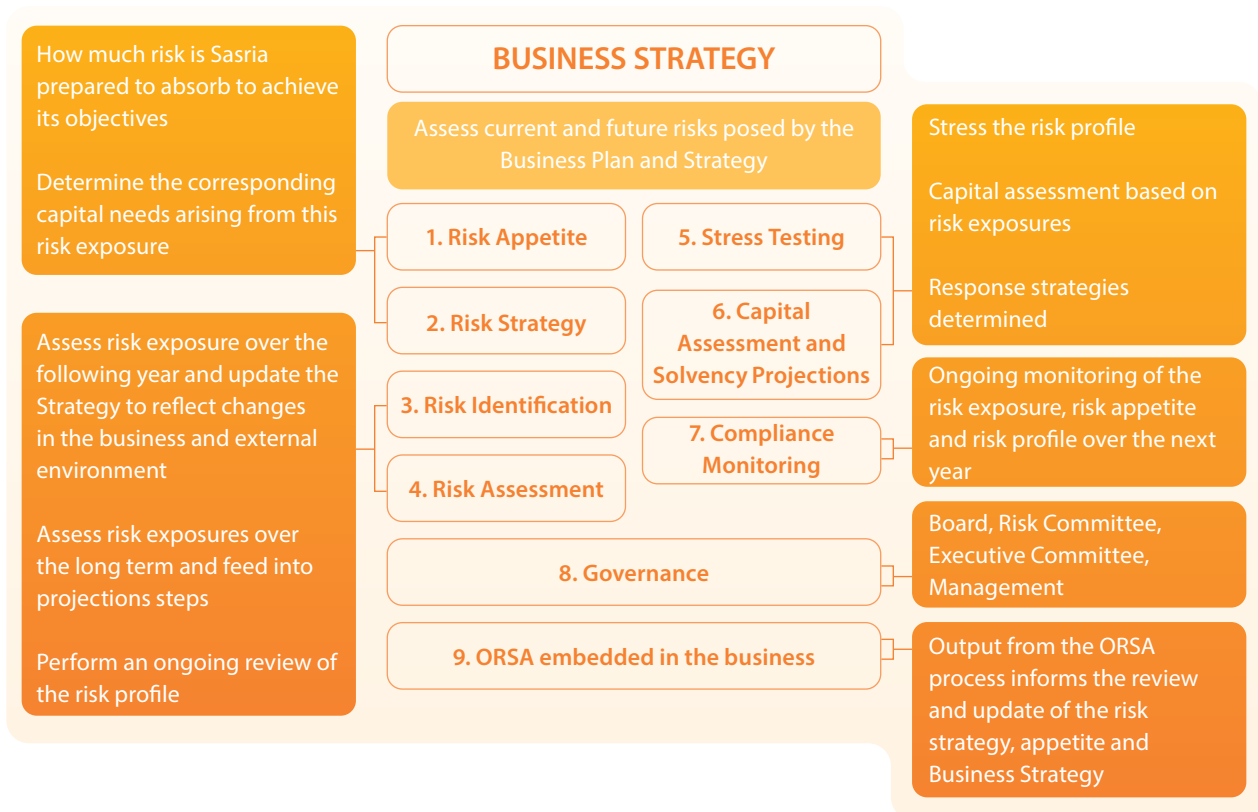 How much risk is Sasria
prepared to absorb to achieve
its objectives
Determine the corresponding
capital needs arising from this
risk exposure
Assess risk exposure over the
following year and update the
Strategy to reflect changes
in the business and external
environment
Assess risk exposures over
the long term and feed into
projections steps
Perform an ongoing review of
the risk profile
BUSINESS STRATEGY
Assess current and future risks posed by the
Business Plan and Strategy
1. Risk Appetite
2. Risk Strategy
3. Risk Identification
4. Risk Assessment
5. Stress Testing
6. Capital
Assessment and
Solvency Projections
7. Compliance
Monitoring
8. Governance
9. ORSA embedded in the business
Stress the risk profile
Capital assessment based on
risk exposures
Response strategies
determined
Ongoing monitoring of the
risk exposure, risk appetite
and risk profile over the next
year
Board, Risk Committee,
Executive Committee,
Management
Output from the ORSA
process informs the review
and update of the risk
strategy, appetite and
Business Strategy